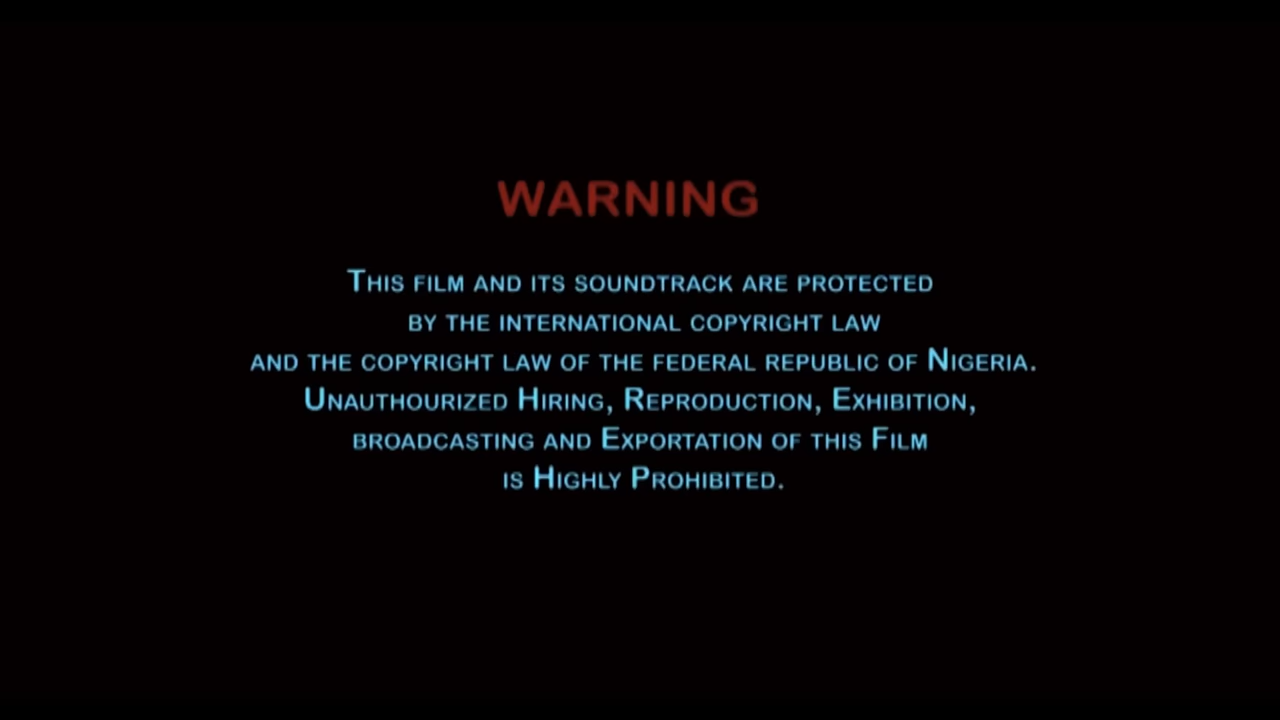 WARNING
This film and its soundtrack are protected
by the international copyright law
and the copyright law of the federal republic of Nigeria.
Unauthourized Hiring, Reproduction, Exhibition,
broadcasting and Exportation of this Film
is Highly Prohibited.